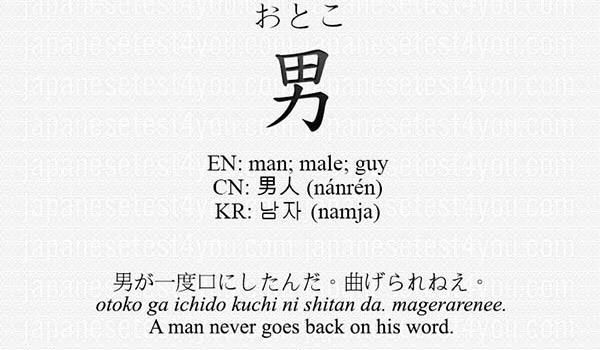 おとこ
男
EN: man; male; guy
CN: 男人 (nánrén)
KR: 남자 (namja)
男が一度口にしたんだ。曲げられねえ。
otoko ga ichido kuchi ni shitan da. magerarenee.
A man never goes back on his word.
japanesetest4you.com